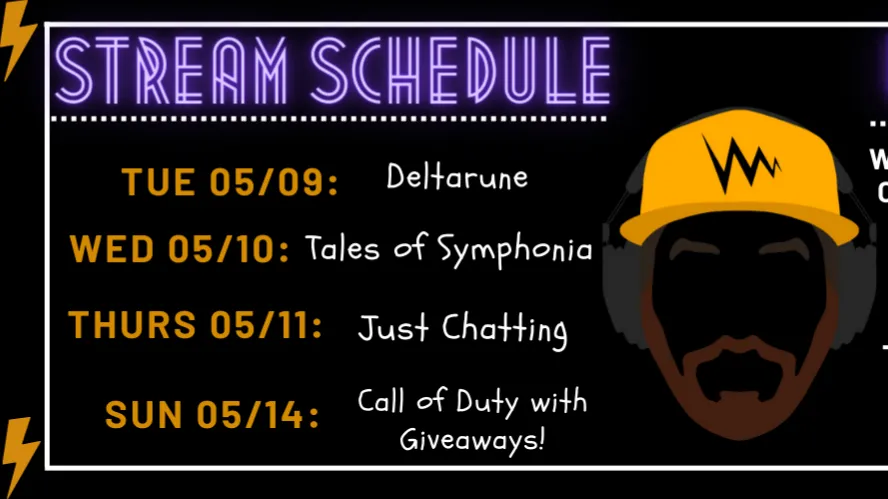 STREAM SCHEDULE
TUE 05/09: Deltarune
WED 05/10: Tales of Symphonia
THURS 05/11: Just Chatting
SUN 05/14: Call of Duty with
Giveaways!